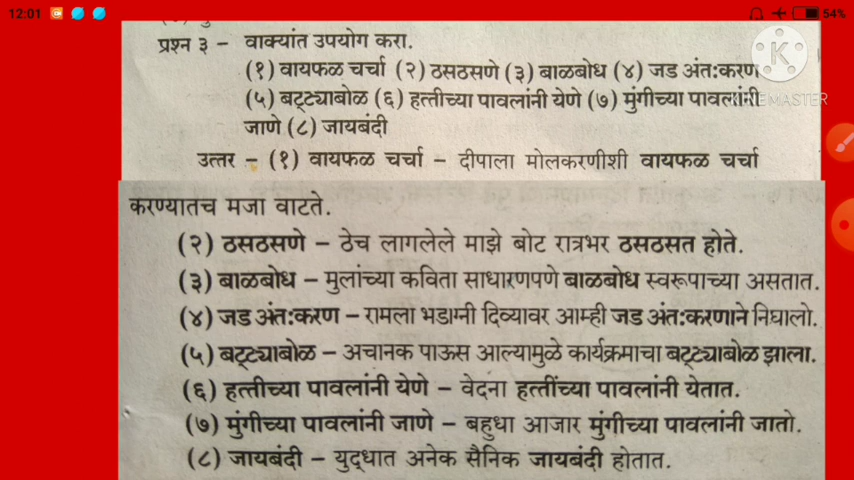 12:01
54%
प्रश्न ३ – वाक्यांत उपयोग करा.
(१) वायफळ चर्चा (२) ठसठसणे (३) बाळबोध (४) जड अंत:करण
(५) बट्ट्याबोळ (६) हत्तीच्या पावलांनी येणे (७) मुंगीच्या पावलांनी
KINEMASTER
जाणे (८) जायबंदी
उत्तर – (१) वायफळ चर्चा – दीपाला मोलकरणीशी वायफळ चर्चा
करण्यातच मजा वाटते.
(२) ठसठसणे – ठेच लागलेले माझे बोट रात्रभर ठसठसत होते.
(३) बाळबोध – मुलांच्या कविता साधारणपणे बाळबोध स्वरूपाच्या असतात.
(४) जड अंत:करण – रामला भडाग्नी दिव्यावर आम्ही जड अंत:करणाने निघालो.
(५) बट्ट्याबोळ – अचानक पाऊस आल्यामुळे कार्यक्रमाचा बट्ट्याबोळ झाला.
(६) हत्तीच्या पावलांनी येणे – वेदना हत्तींच्या पावलांनी येतात.
(७) मुंगीच्या पावलांनी जाणे – बहुधा आजार मुंगीच्या पावलांनी जातो.
(८) जायबंदी – युद्धात अनेक सैनिक जायबंदी होतात.